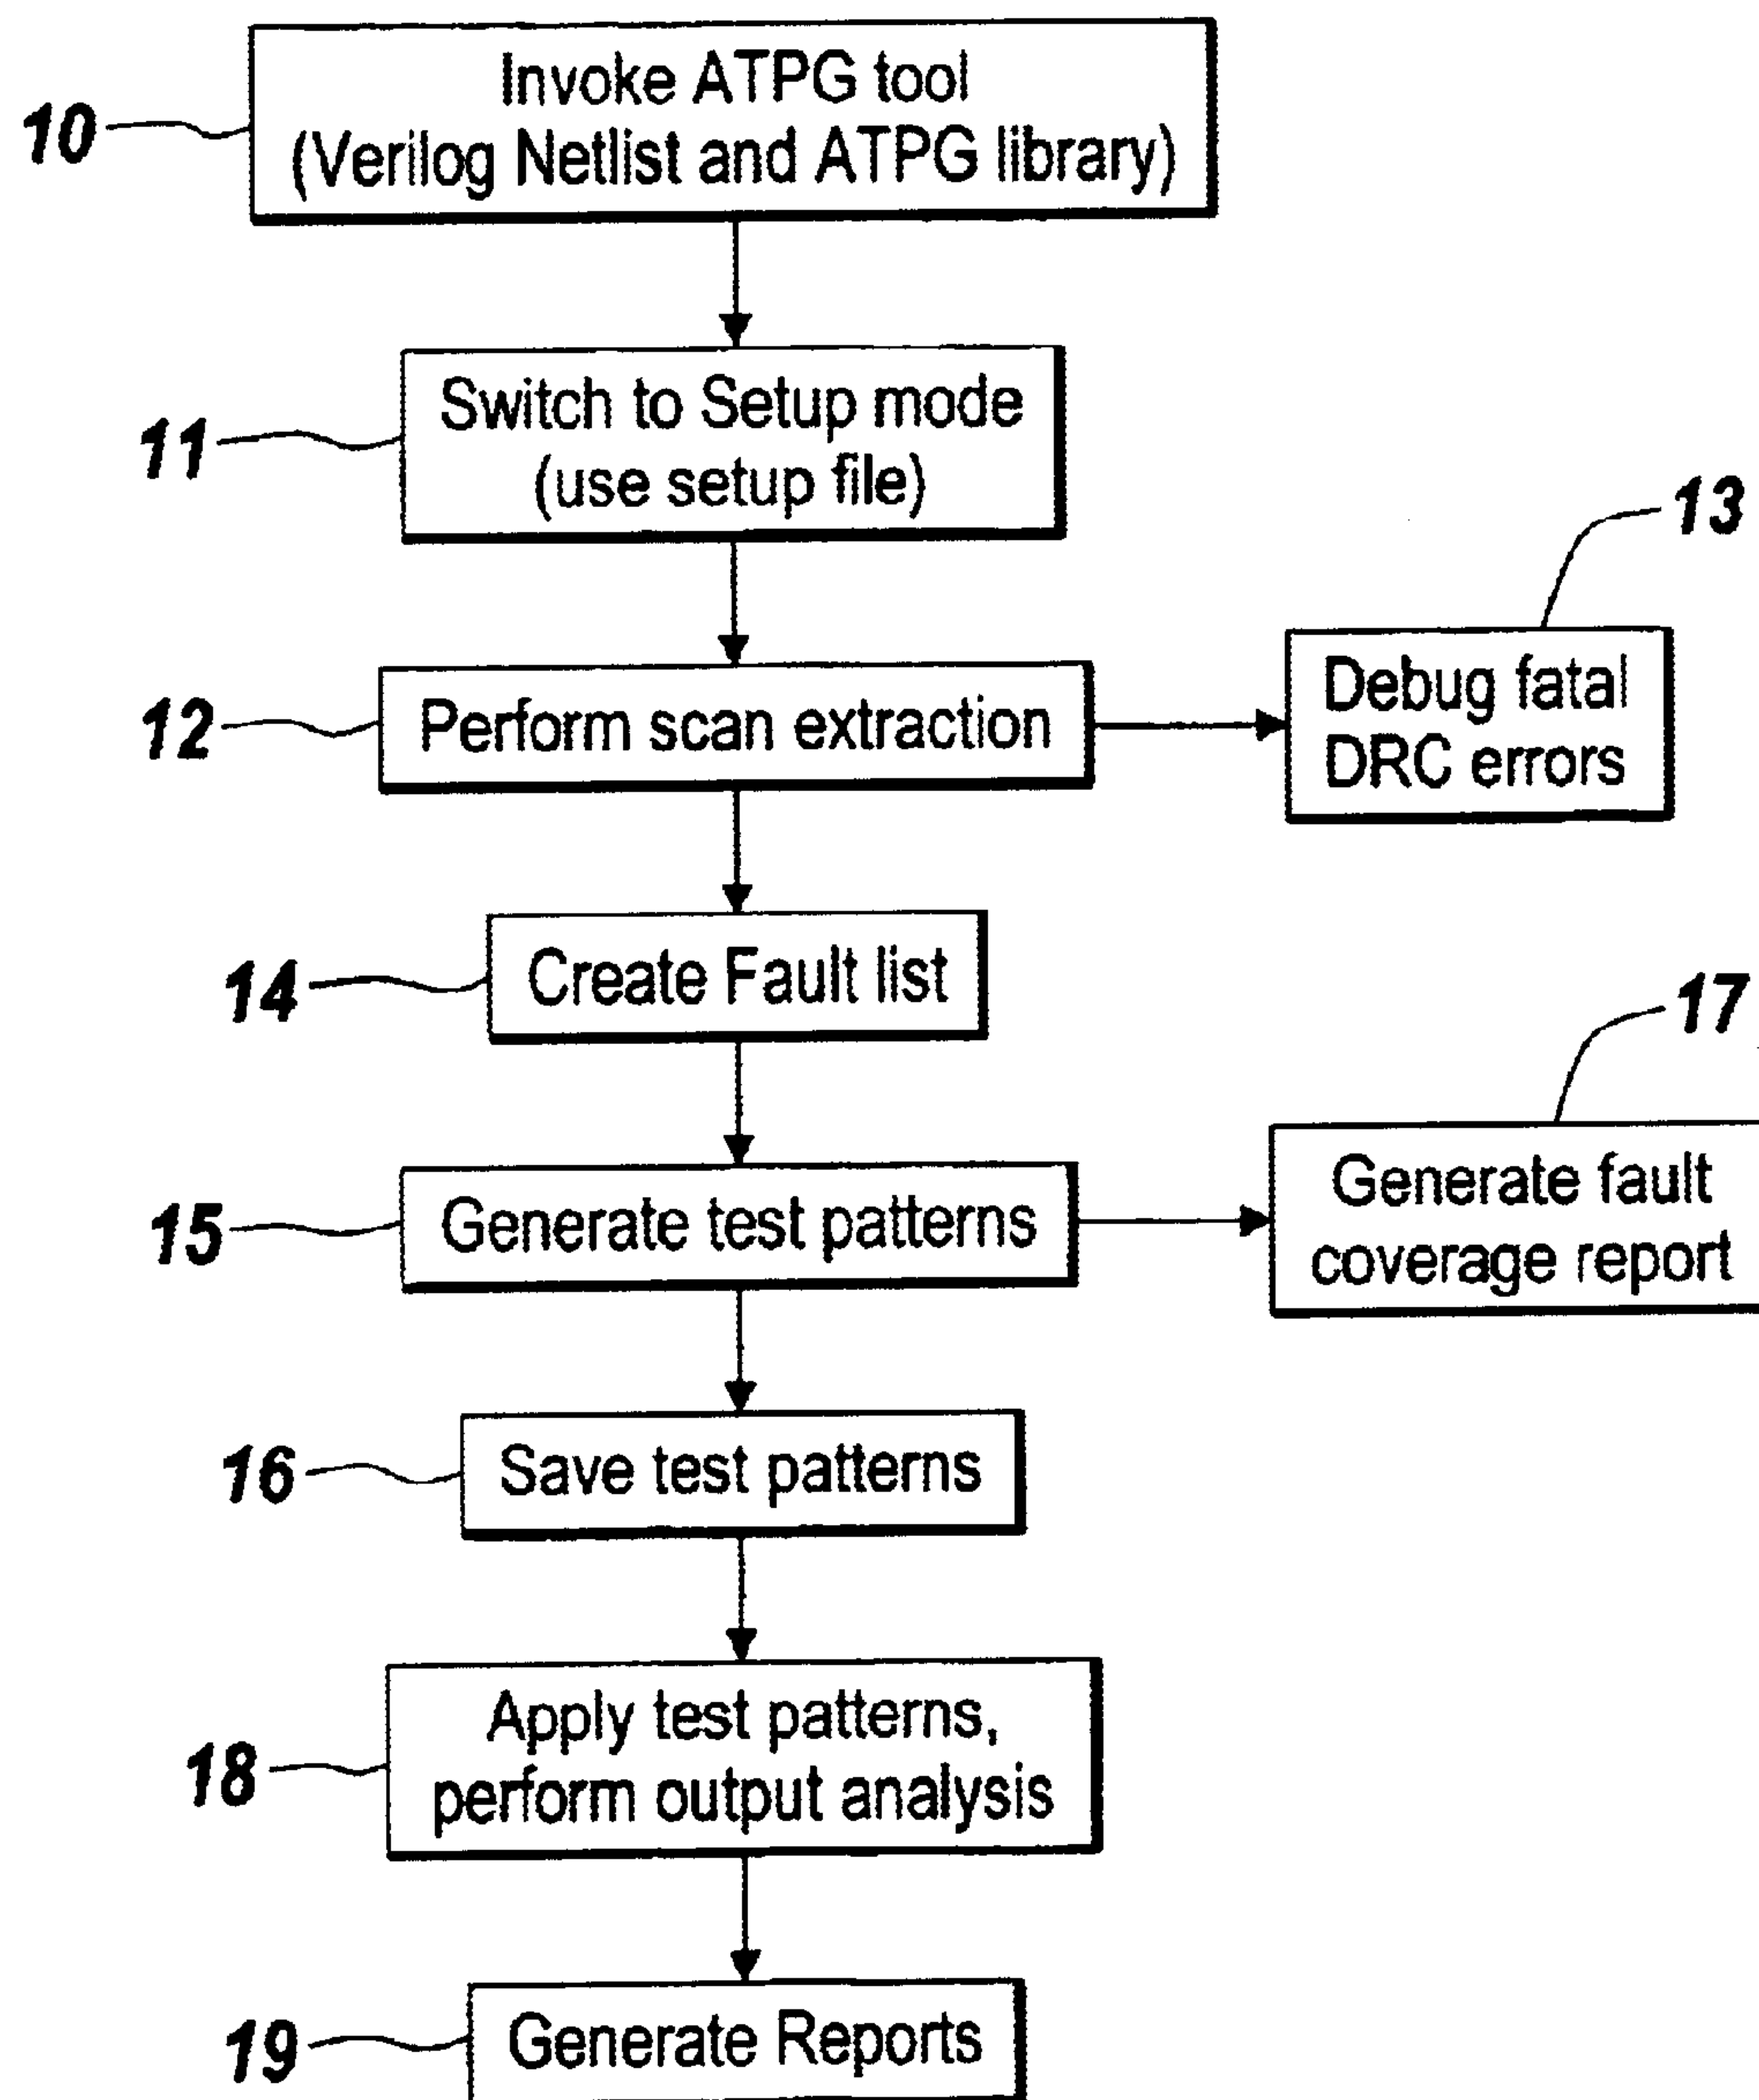 10
Invoke ATPG tool
(Verilog Netlist and ATPG library)
11
Switch to Setup mode
(use setup file)
13
12
Perform scan extraction
Debug fatal
DRC errors
14
Create Fault list
17
15
Generate test patterns
Generate fault
coverage report
16
Save test patterns
18
Apply test patterns,
perform output analysis
19
Generate Reports